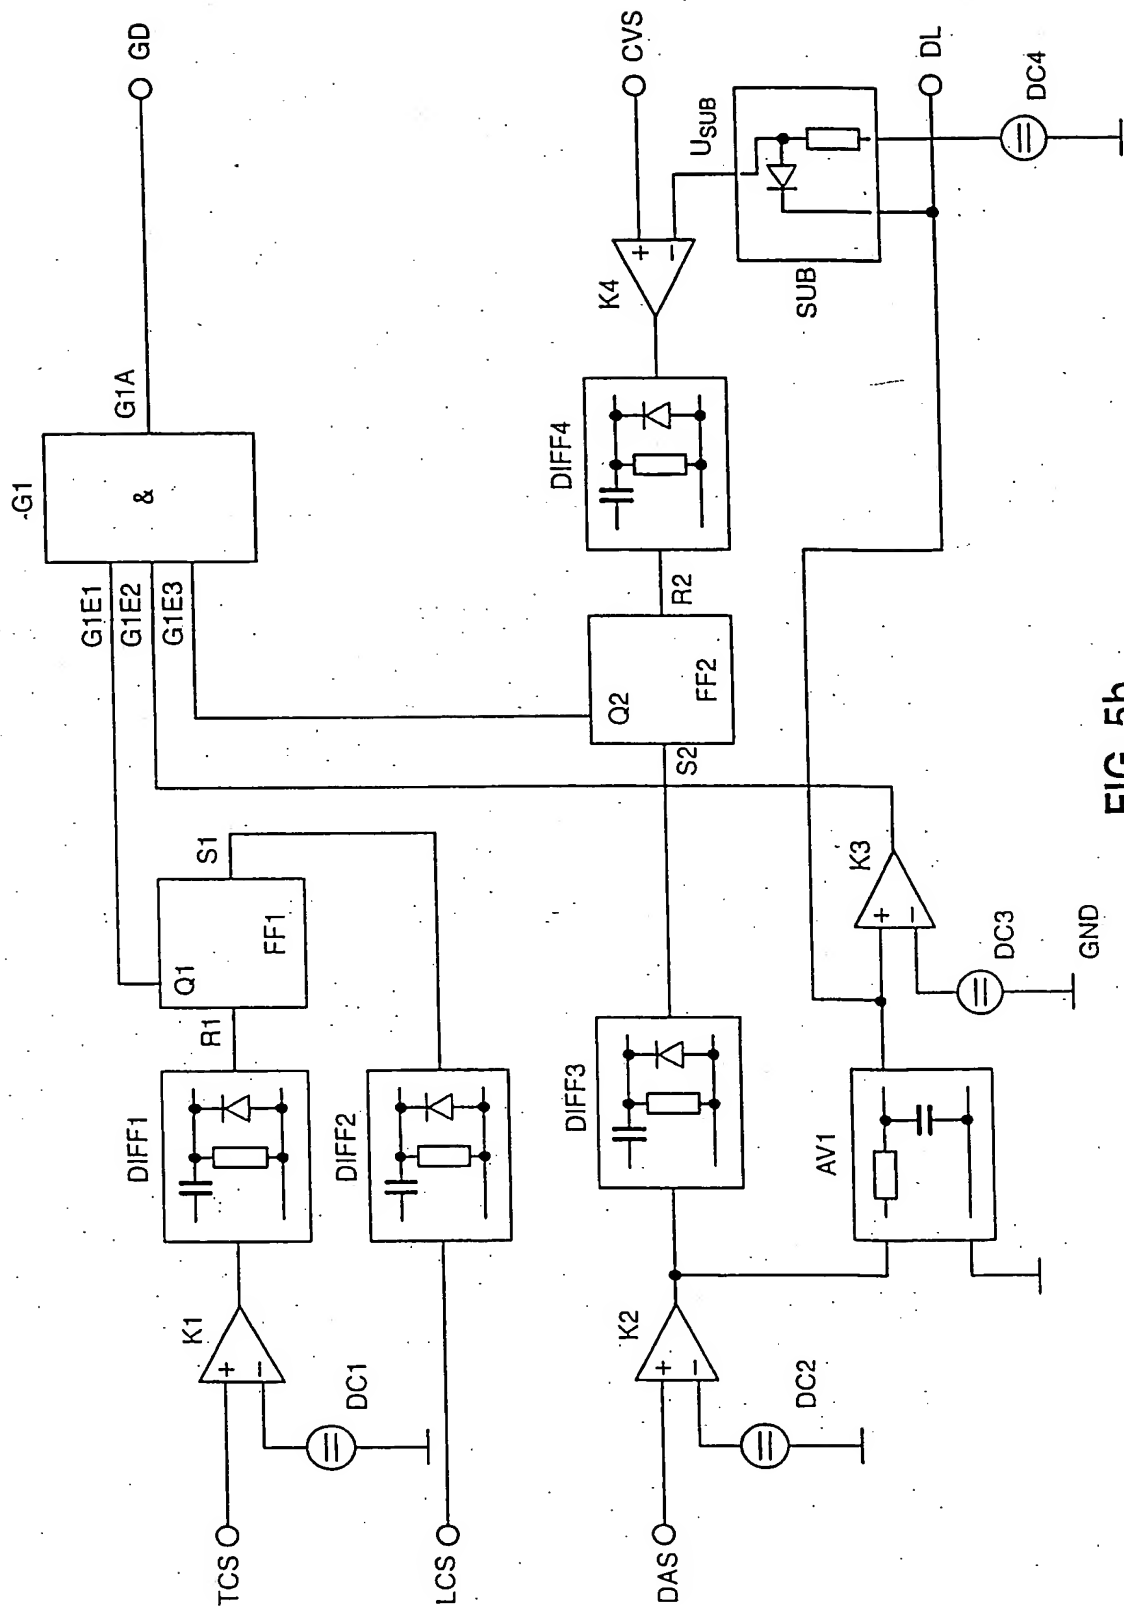 GD
CVS
DL
DC4
USUB
SUB
+
-
K4
G1A
G1
&
G1E1
G1E2
G1E3
DIFF4
R2
Q2
FF2
S2
S1
Q1
FF1
R1
K3
+
-
DC3
GND
DIFF1
DIFF2
DIFF3
AV1
K1
+
-
DC1
K2
+
-
DC2
TCS
LCS
DAS
FIG. 5b